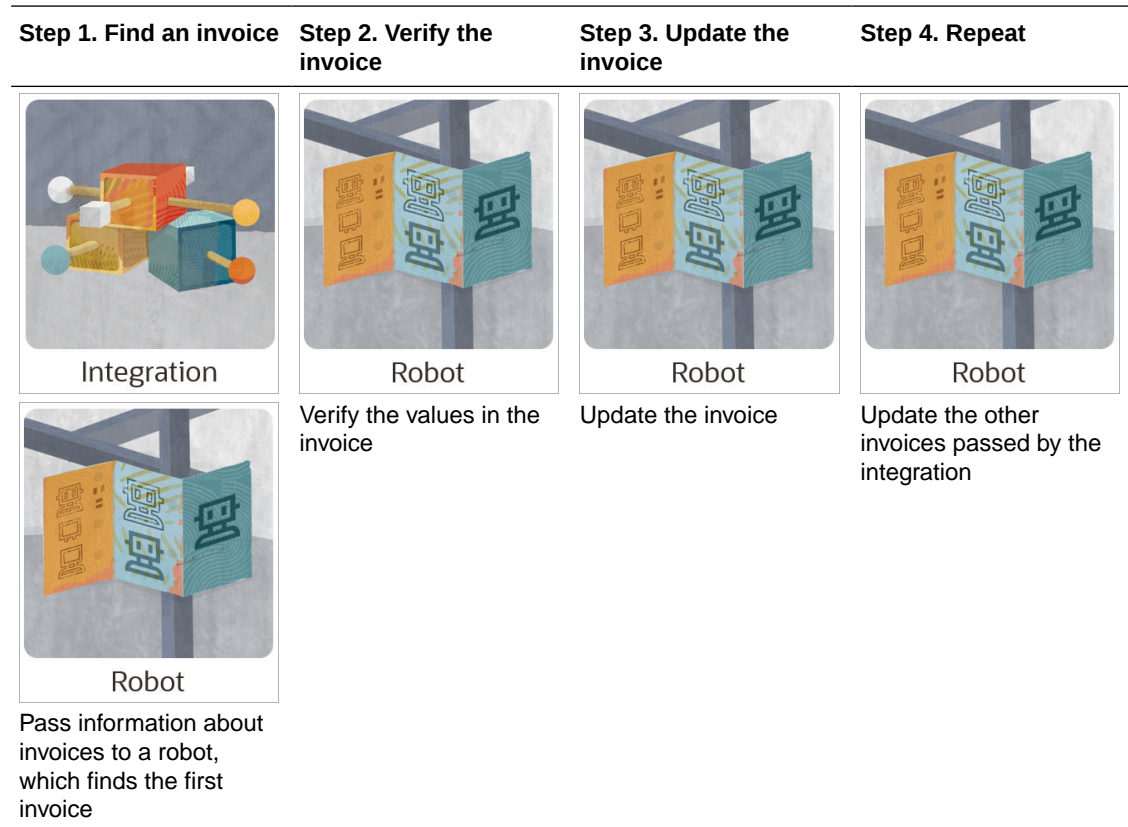 Step 1. Find an invoice
Step 2. Verify the
invoice
Step 3. Update the
invoice
Step 4. Repeat
Integration
Robot
Pass information about
invoices to a robot,
which finds the first
invoice
Robot
Verify the values in the
invoice
Robot
Update the invoice
Robot
Update the other
invoices passed by the
integration